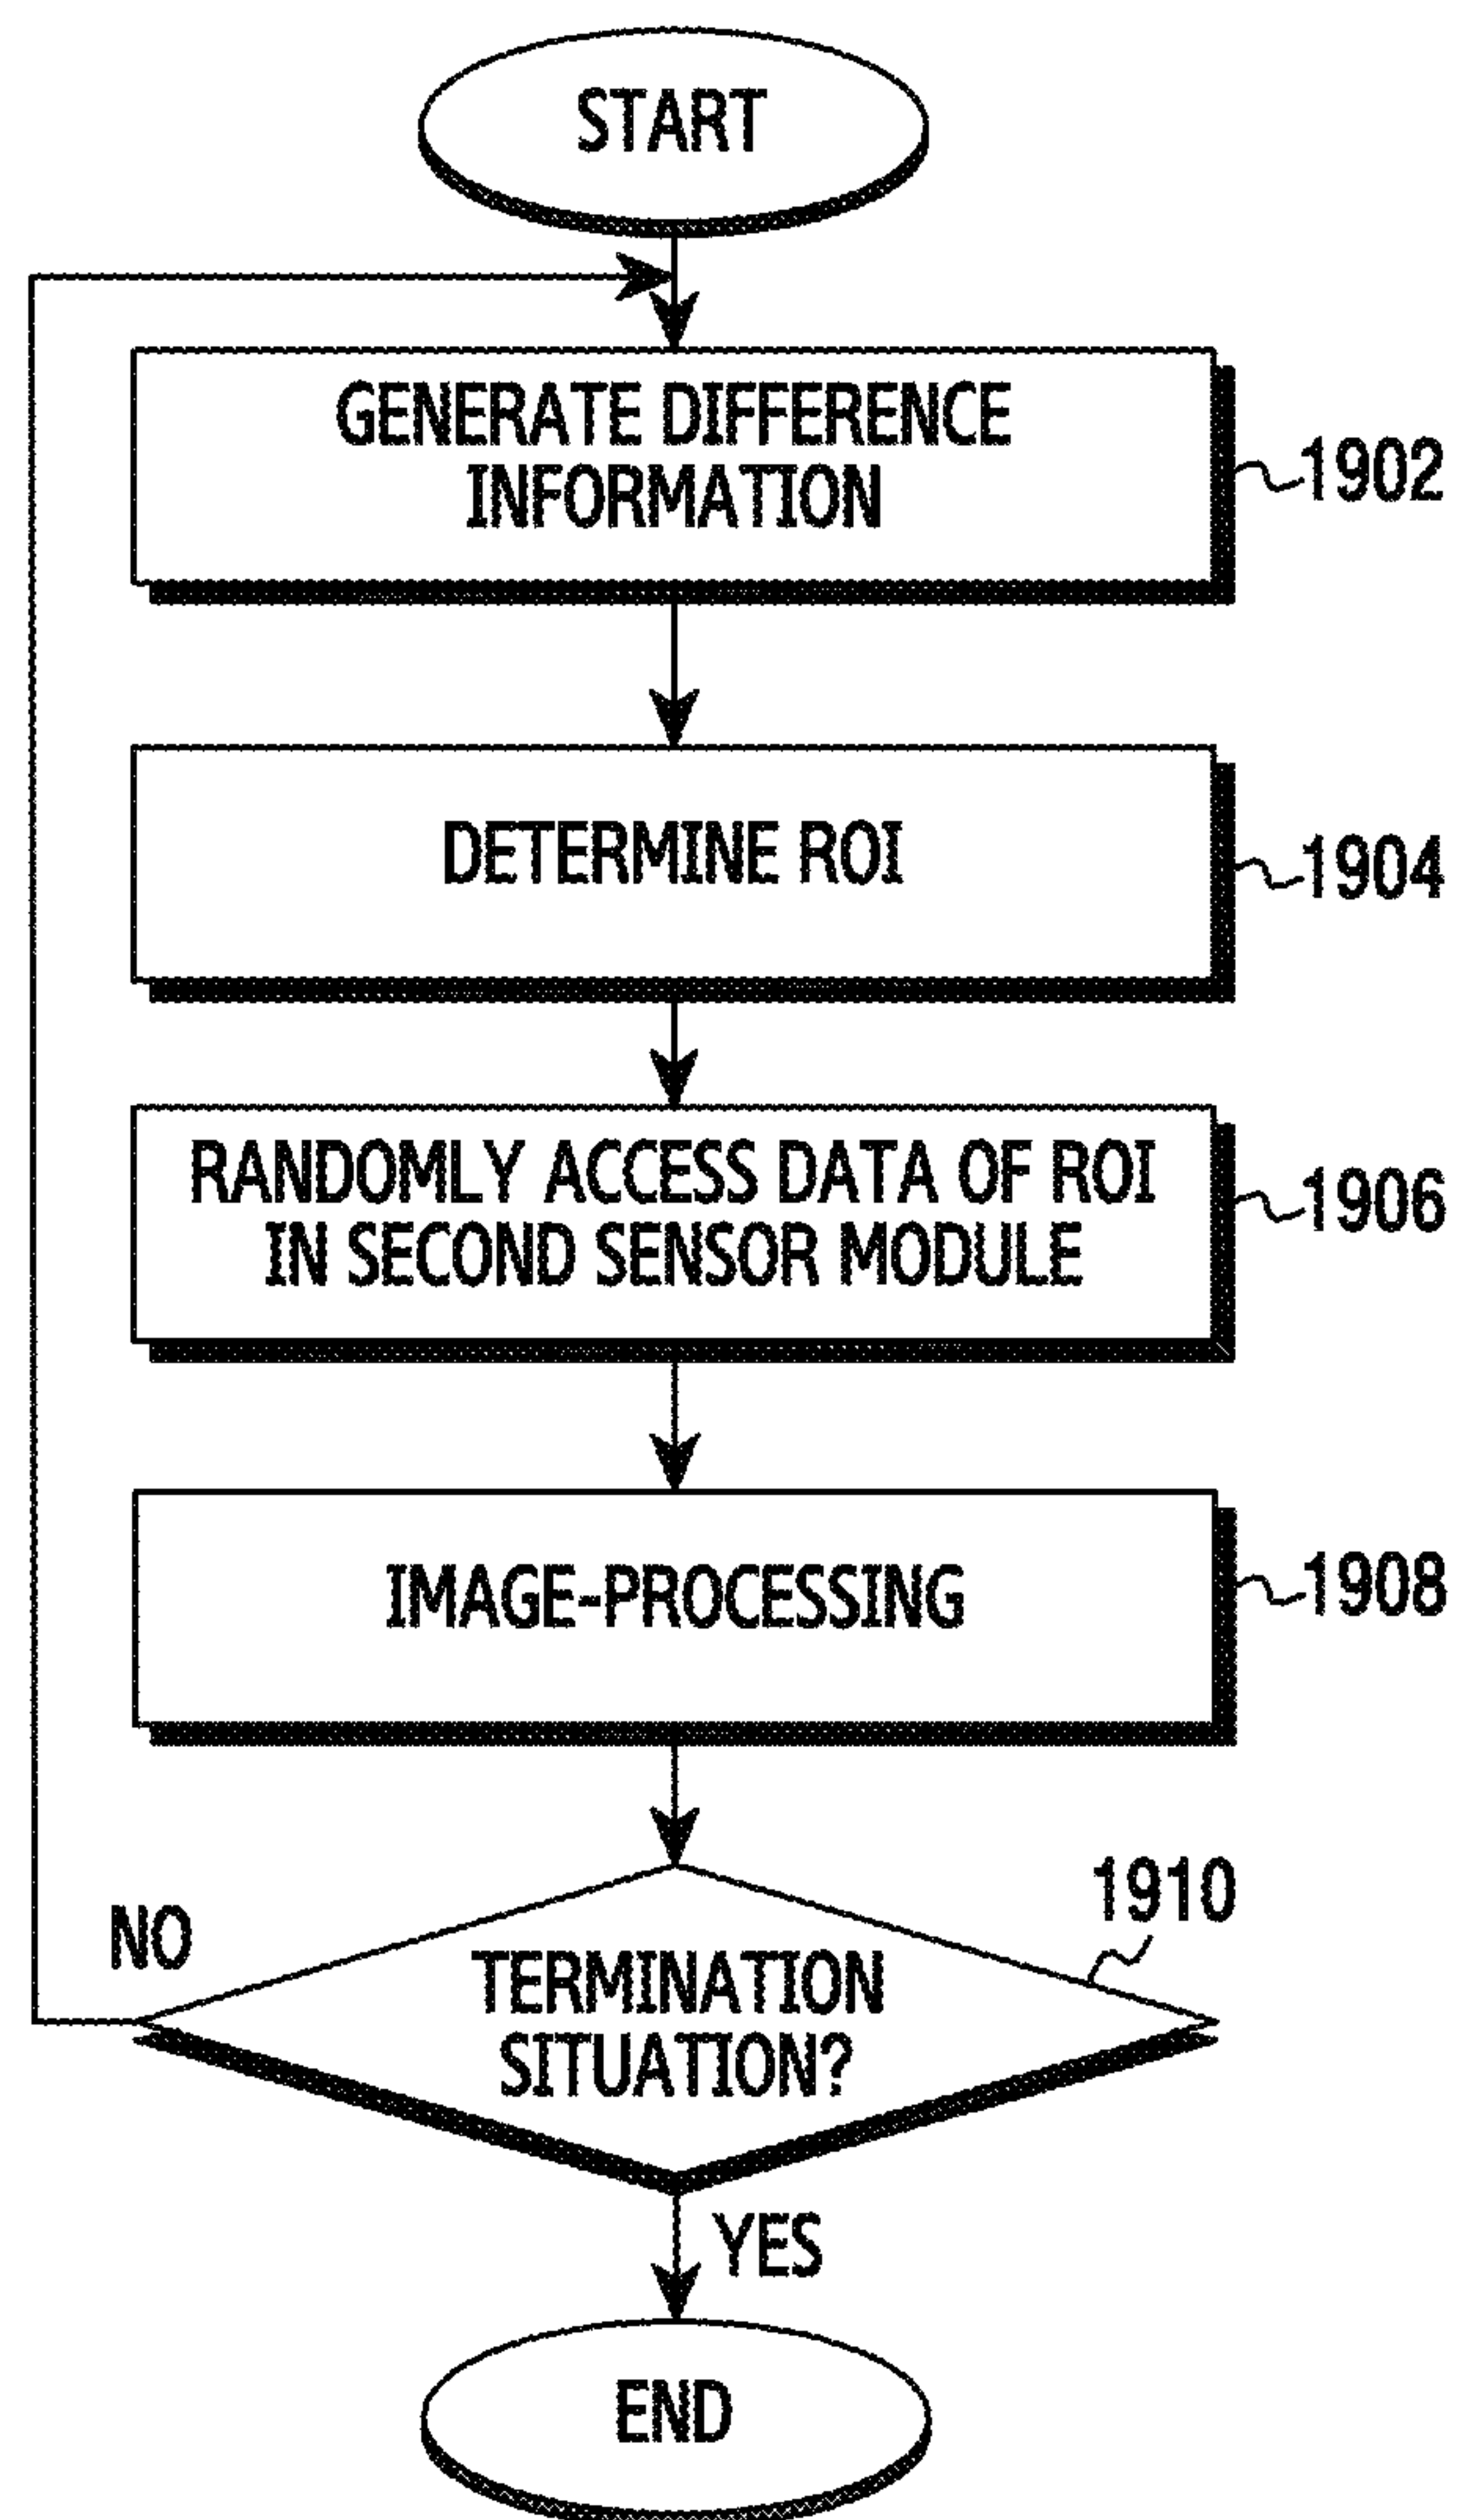 START
GENERATE DIFFERENCE
INFORMATION
1902
DETERMINE ROI
1904
RANDOMLY ACCESS DATA OF ROI
IN SECOND SENSOR MODULE
1906
IMAGE-PROCESSING
1908
1910
NO
TERMINATION
SITUATION?
YES
END